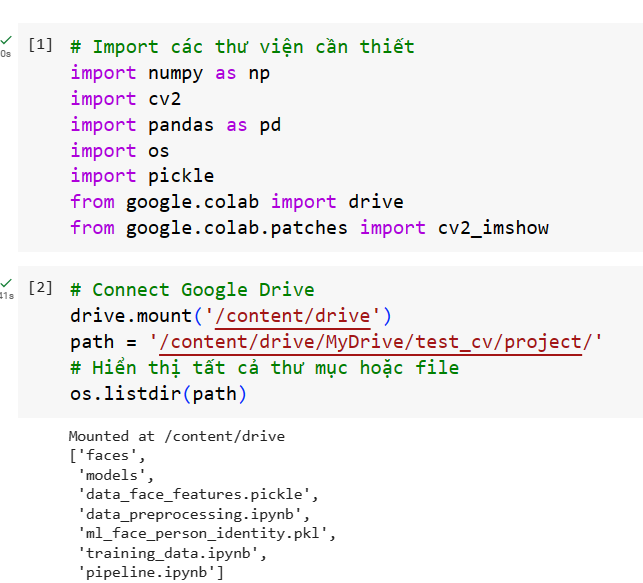 [1] # Import các thư viện cần thiết
0s import numpy as np
import cv2
import pandas as pd
import os
import pickle
from google.colab import drive
from google.colab.patches import cv2_imshow
[2] # Connect Google Drive
41s drive.mount('/content/drive')
path = '/content/drive/MyDrive/test_cv/project/'
# Hiển thị tất cả thư mục hoặc file
os.listdir(path)
Mounted at /content/drive
['faces',
'models',
'data_face_features.pickle',
'data_preprocessing.ipynb',
'ml_face_person_identity.pkl',
'training_data.ipynb',
'pipeline.ipynb']